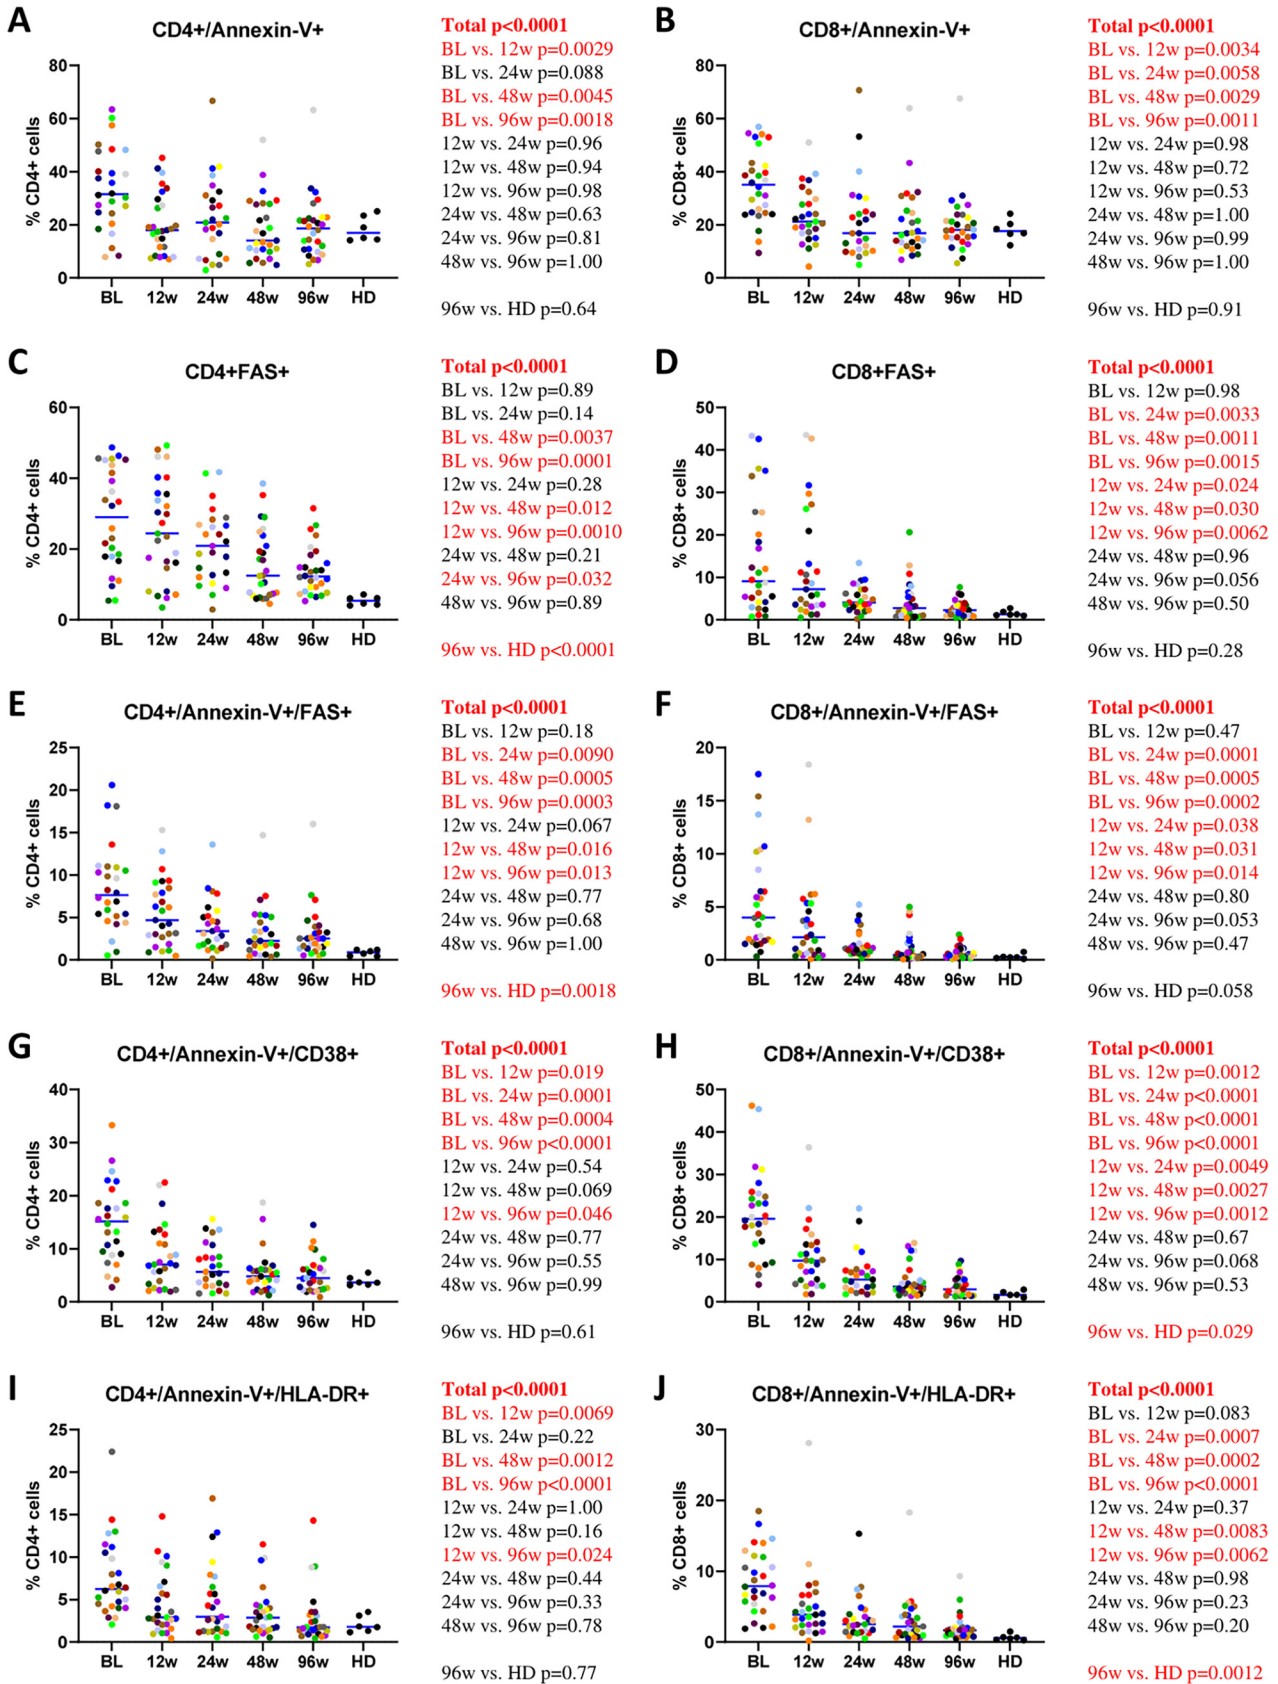 A
CD4+/Annexin-V+
% CD4+ cells
80
60
40
20
0
BL 12w 24w 48w 96w HD
Total p<0.0001
BL vs. 12w p=0.0029
BL vs. 24w p=0.088
BL vs. 48w p=0.0045
BL vs. 96w p=0.0018
12w vs. 24w p=0.96
12w vs. 48w p=0.94
12w vs. 96w p=0.98
24w vs. 48w p=0.63
24w vs. 96w p=0.81
48w vs. 96w p=1.00
96w vs. HD p=0.64
B
CD8+/Annexin-V+
% CD8+ cells
80
60
40
20
0
BL 12w 24w 48w 96w HD
Total p<0.0001
BL vs. 12w p=0.0034
BL vs. 24w p=0.0058
BL vs. 48w p=0.0029
BL vs. 96w p=0.0011
12w vs. 24w p=0.98
12w vs. 48w p=0.72
12w vs. 96w p=0.53
24w vs. 48w p=1.00
24w vs. 96w p=0.99
48w vs. 96w p=1.00
96w vs. HD p=0.91
C
CD4+FAS+
% CD4+ cells
60
40
20
0
BL 12w 24w 48w 96w HD
Total p<0.0001
BL vs. 12w p=0.89
BL vs. 24w p=0.14
BL vs. 48w p=0.0037
BL vs. 96w p=0.0001
12w vs. 24w p=0.28
12w vs. 48w p=0.012
12w vs. 96w p=0.0010
24w vs. 48w p=0.21
24w vs. 96w p=0.032
48w vs. 96w p=0.89
96w vs. HD p<0.0001
D
CD8+FAS+
% CD8+ cells
50
40
30
20
10
0
BL 12w 24w 48w 96w HD
Total p<0.0001
BL vs. 12w p=0.98
BL vs. 24w p=0.0033
BL vs. 48w p=0.0011
BL vs. 96w p=0.0015
12w vs. 24w p=0.024
12w vs. 48w p=0.030
12w vs. 96w p=0.0062
24w vs. 48w p=0.96
24w vs. 96w p=0.056
48w vs. 96w p=0.50
96w vs. HD p=0.28
E
CD4+/Annexin-V+/FAS+
% CD4+ cells
25
20
15
10
5
0
BL 12w 24w 48w 96w HD
Total p<0.0001
BL vs. 12w p=0.18
BL vs. 24w p=0.0090
BL vs. 48w p=0.0005
BL vs. 96w p=0.0003
12w vs. 24w p=0.067
12w vs. 48w p=0.016
12w vs. 96w p=0.013
24w vs. 48w p=0.77
24w vs. 96w p=0.68
48w vs. 96w p=1.00
96w vs. HD p=0.0018
F
CD8+/Annexin-V+/FAS+
% CD8+ cells
20
15
10
5
0
BL 12w 24w 48w 96w HD
Total p<0.0001
BL vs. 12w p=0.47
BL vs. 24w p=0.0001
BL vs. 48w p=0.0005
BL vs. 96w p=0.0002
12w vs. 24w p=0.038
12w vs. 48w p=0.031
12w vs. 96w p=0.014
24w vs. 48w p=0.80
24w vs. 96w p=0.053
48w vs. 96w p=0.47
96w vs. HD p=0.058
G
CD4+/Annexin-V+/CD38+
% CD4+ cells
40
30
20
10
0
BL 12w 24w 48w 96w HD
Total p<0.0001
BL vs. 12w p=0.019
BL vs. 24w p=0.0001
BL vs. 48w p=0.0004
BL vs. 96w p<0.0001
12w vs. 24w p=0.54
12w vs. 48w p=0.069
12w vs. 96w p=0.046
24w vs. 48w p=0.77
24w vs. 96w p=0.55
48w vs. 96w p=0.99
96w vs. HD p=0.61
H
CD8+/Annexin-V+/CD38+
% CD8+ cells
50
40
30
20
10
0
BL 12w 24w 48w 96w HD
Total p<0.0001
BL vs. 12w p=0.0012
BL vs. 24w p<0.0001
BL vs. 48w p<0.0001
BL vs. 96w p<0.0001
12w vs. 24w p=0.0049
12w vs. 48w p=0.0027
12w vs. 96w p=0.0012
24w vs. 48w p=0.67
24w vs. 96w p=0.068
48w vs. 96w p=0.53
96w vs. HD p=0.029
I
CD4+/Annexin-V+/HLA-DR+
% CD4+ cells
25
20
15
10
5
0
BL 12w 24w 48w 96w HD
Total p<0.0001
BL vs. 12w p=0.0069
BL vs. 24w p=0.22
BL vs. 48w p=0.0012
BL vs. 96w p<0.0001
12w vs. 24w p=1.00
12w vs. 48w p=0.16
12w vs. 96w p=0.024
24w vs. 48w p=0.44
24w vs. 96w p=0.33
48w vs. 96w p=0.78
96w vs. HD p=0.77
J
CD8+/Annexin-V+/HLA-DR+
% CD8+ cells
30
20
10
0
BL 12w 24w 48w 96w HD
Total p<0.0001
BL vs. 12w p=0.083
BL vs. 24w p=0.0007
BL vs. 48w p=0.0002
BL vs. 96w p<0.0001
12w vs. 24w p=0.37
12w vs. 48w p=0.0083
12w vs. 96w p=0.0062
24w vs. 48w p=0.98
24w vs. 96w p=0.23
48w vs. 96w p=0.20
96w vs. HD p=0.0012